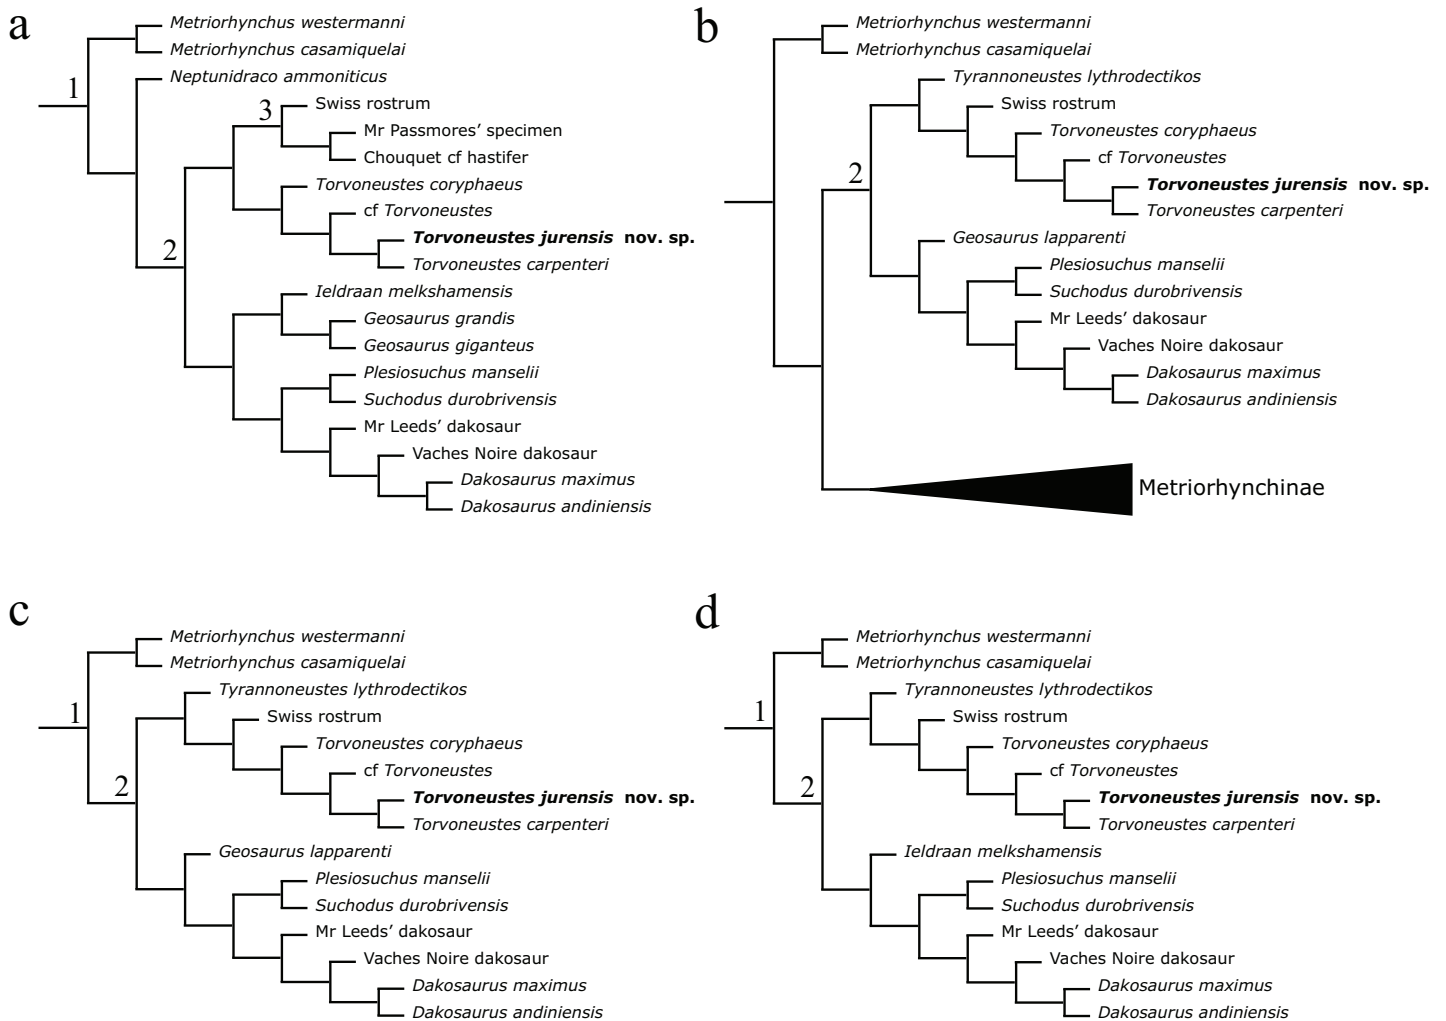 a
Metriorhynchus westermanni
Metriorhynchus casamiquelai
Neptunidraco ammoniticus
1
3
Swiss rostrum
Mr Passmores’ specimen
Chouquet cf hastifer
Torvoneustes coryphaeus
cf Torvoneustes
2
Torvoneustes jurensis nov. sp.
Torvoneustes carpenteri
Ieldraan melkshamensis
Geosaurus grandis
Geosaurus giganteus
Plesiosuchus manselii
Suchodus durobrivensis
Mr Leeds’ dakosaur
Vaches Noire dakosaur
Dakosaurus maximus
Dakosaurus andiniensis
b
Metriorhynchus westermanni
Metriorhynchus casamiquelai
Tyrannoneustes lythrodectikos
Swiss rostrum
Torvoneustes coryphaeus
cf Torvoneustes
2
Torvoneustes jurensis nov. sp.
Torvoneustes carpenteri
Geosaurus lapparenti
Plesiosuchus manselii
Suchodus durobrivensis
Mr Leeds’ dakosaur
Vaches Noire dakosaur
Dakosaurus maximus
Dakosaurus andiniensis
Metriorhynchinae
c
Metriorhynchus westermanni
Metriorhynchus casamiquelai
Tyrannoneustes lythrodectikos
1
Swiss rostrum
Torvoneustes coryphaeus
cf Torvoneustes
2
Torvoneustes jurensis nov. sp.
Torvoneustes carpenteri
Geosaurus lapparenti
Plesiosuchus manselii
Suchodus durobrivensis
Mr Leeds’ dakosaur
Vaches Noire dakosaur
Dakosaurus maximus
Dakosaurus andiniensis
d
Metriorhynchus westermanni
Metriorhynchus casamiquelai
Tyrannoneustes lythrodectikos
1
Swiss rostrum
Torvoneustes coryphaeus
cf Torvoneustes
2
Torvoneustes jurensis nov. sp.
Torvoneustes carpenteri
Ieldraan melkshamensis
Plesiosuchus manselii
Suchodus durobrivensis
Mr Leeds’ dakosaur
Vaches Noire dakosaur
Dakosaurus maximus
Dakosaurus andiniensis